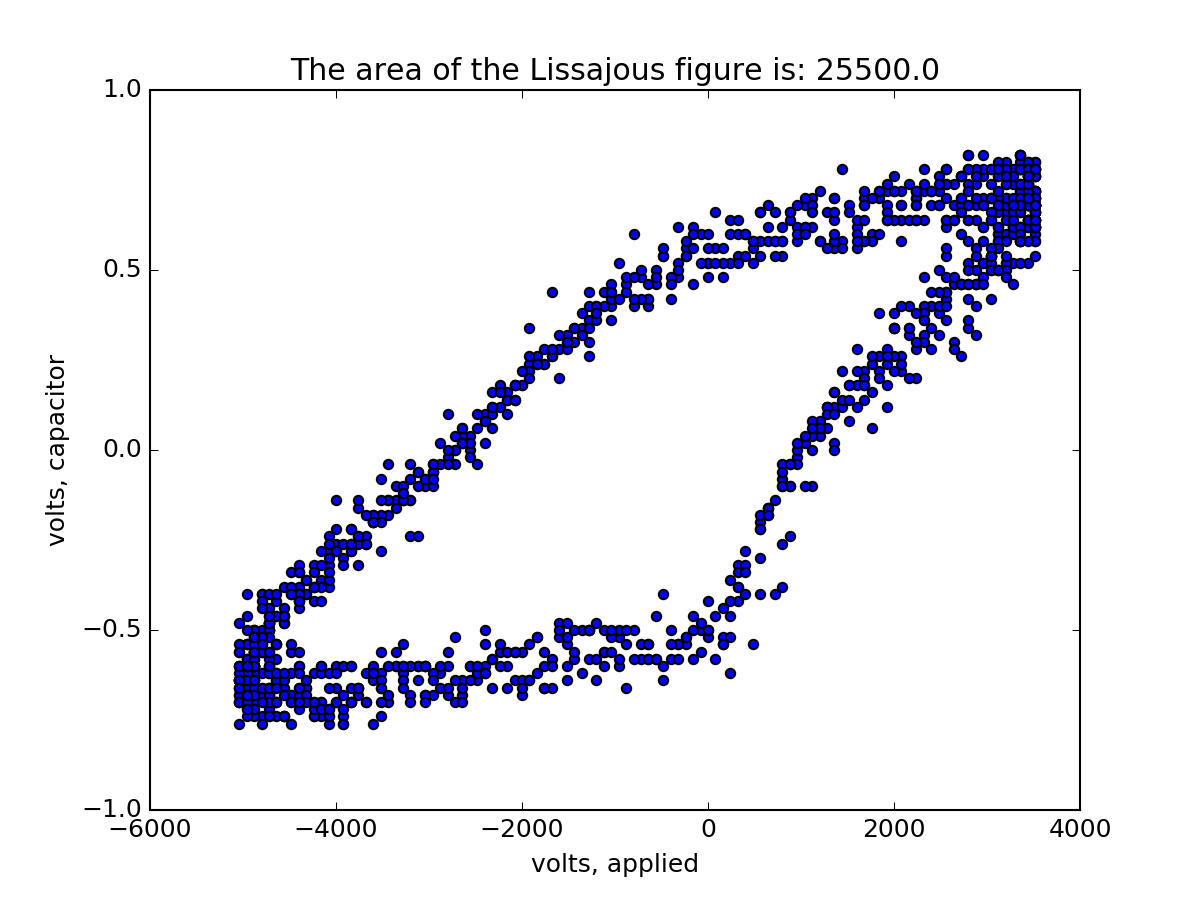 The area of the Lissajous figure is: 25500.0
1.0
0.5
0.0
−0.5
−1.0
volts, capacitor
−6000 −4000 −2000 0 2000 4000
volts, applied